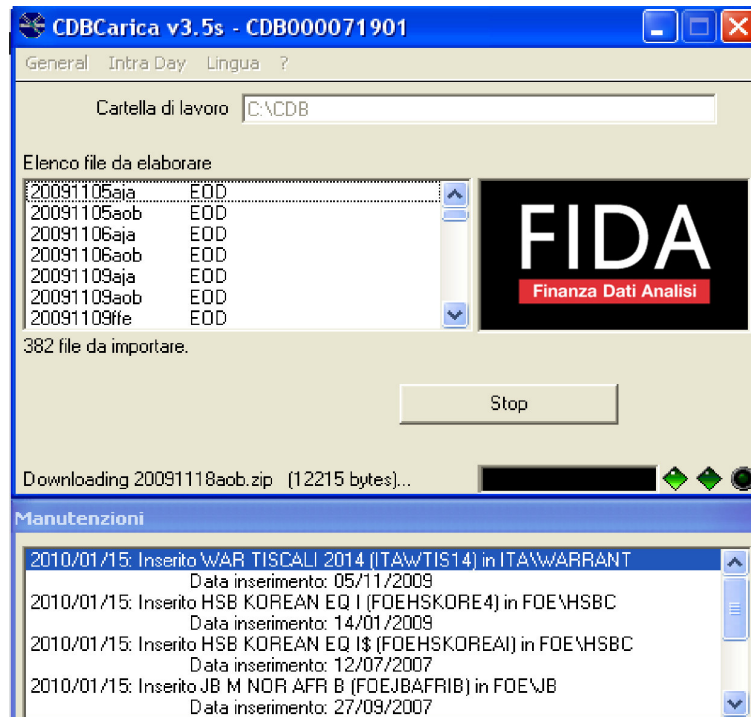 CDBCarica v3.5s - CDB000071901
General Intra Day Lingua ?
Cartella di lavoro C:\CDB
Elenco file da elaborare
20091105aja EOD
20091105aob EOD
20091106aja EOD
20091106aob EOD
20091109aja EOD
20091109aob EOD
20091109ffe EOD
FIDA
Finanza Dati Analisi
382 file da importare.
Stop
Downloading 20091118aob.zip (12215 bytes)...
Manutenzioni
2010/01/15: Inserito WAR TISCALI 2014 (ITAWTIS14) in ITA\WARRANT
Data inserimento: 05/11/2009
2010/01/15: Inserito HSB KOREAN EQ I (FOEHSKORE4) in FOE\HSBC
Data inserimento: 14/01/2009
2010/01/15: Inserito HSB KOREAN EQ I$ (FOEHSKOREAI) in FOE\HSBC
Data inserimento: 12/07/2007
2010/01/15: Inserito JB M NOR AFR B (FOEJBAFRIB) in FOE\JB
Data inserimento: 27/09/2007